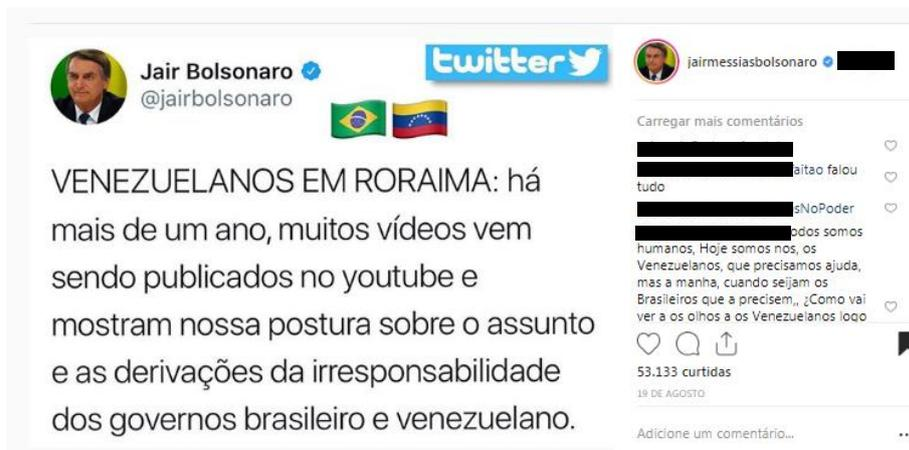 Jair Bolsonaro
@jairbolsonaro
twitter
VENEZUELANOS EM RORAIMA: há
mais de um ano, muitos vídeos vem
sendo publicados no youtube e
mostram nossa postura sobre o assunto
e as derivações da irresponsabilidade
dos governos brasileiro e venezuelano.
jairmessiasbolsonaro
Carregar mais comentários
aitao falou
tudo
sNoPoder
odos somos
humanos, Hoje somos nos, os
Venezuelanos, que precisamos ajuda,
mas a manha, cuando seijam os
Brasileiros que a precisem,, ¿Como vai
ver a os olhos a os Venezuelanos logo
53.133 curtidas
19 DE AGOSTO
Adicione um comentário...